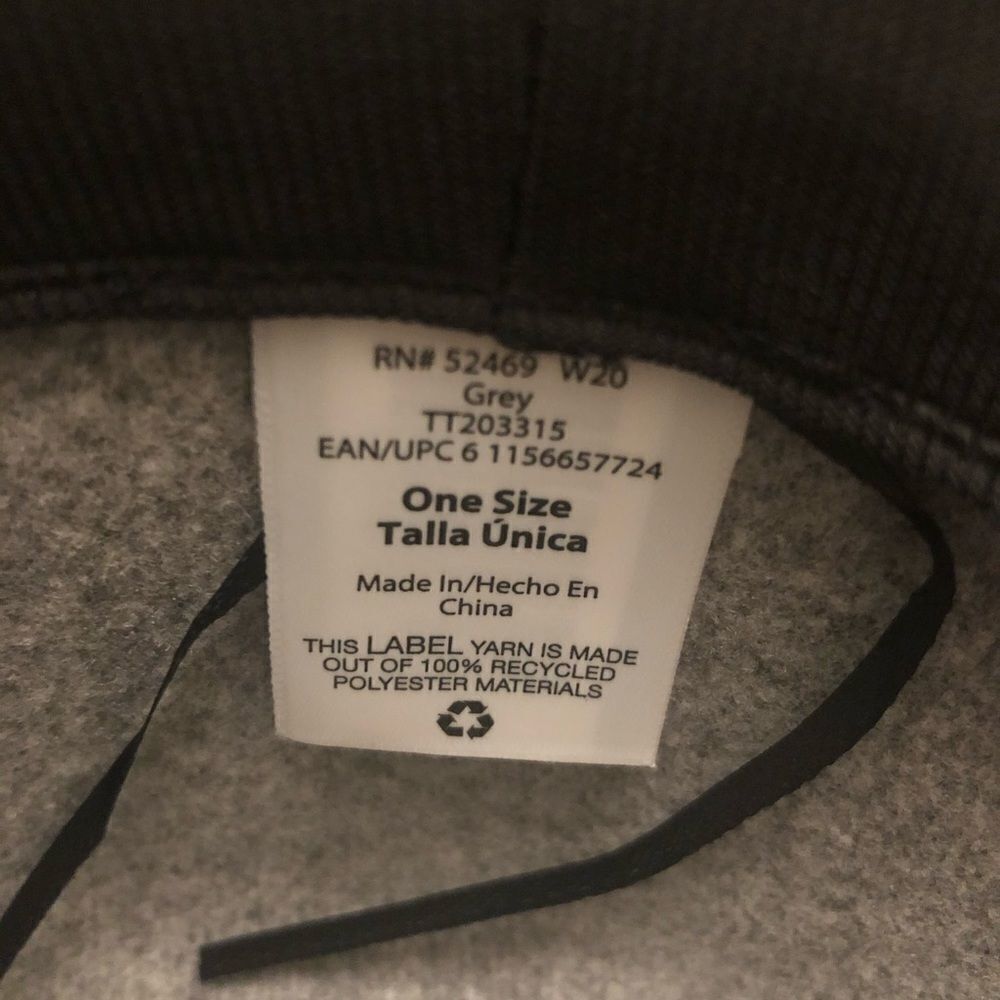 RN# 52469 W20
Grey
TT203315
EAN/UPC 6 1156657724
One Size
Talla Única
Made In/Hecho En
China
THIS LABEL YARN IS MADE
OUT OF 100% RECYCLED
POLYESTER MATERIALS